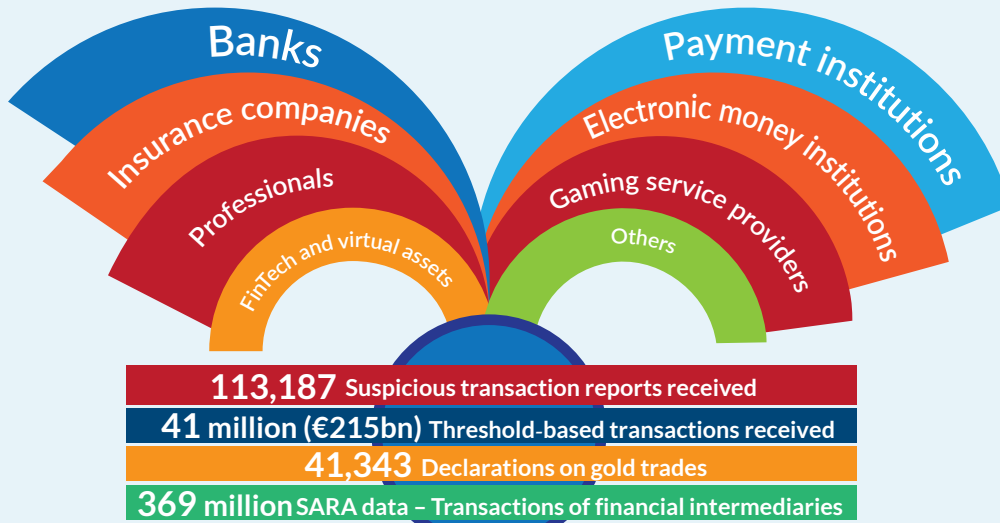 Banks
Insurance companies
Professionals
FinTech and virtual assets
Payment institutions
Electronic money institutions
Gaming service providers
Others
113,187 Suspicious transaction reports received
41 million (€215bn) Threshold-based transactions received
41,343 Declarations on gold trades
369 million SARA data – Transactions of financial intermediaries